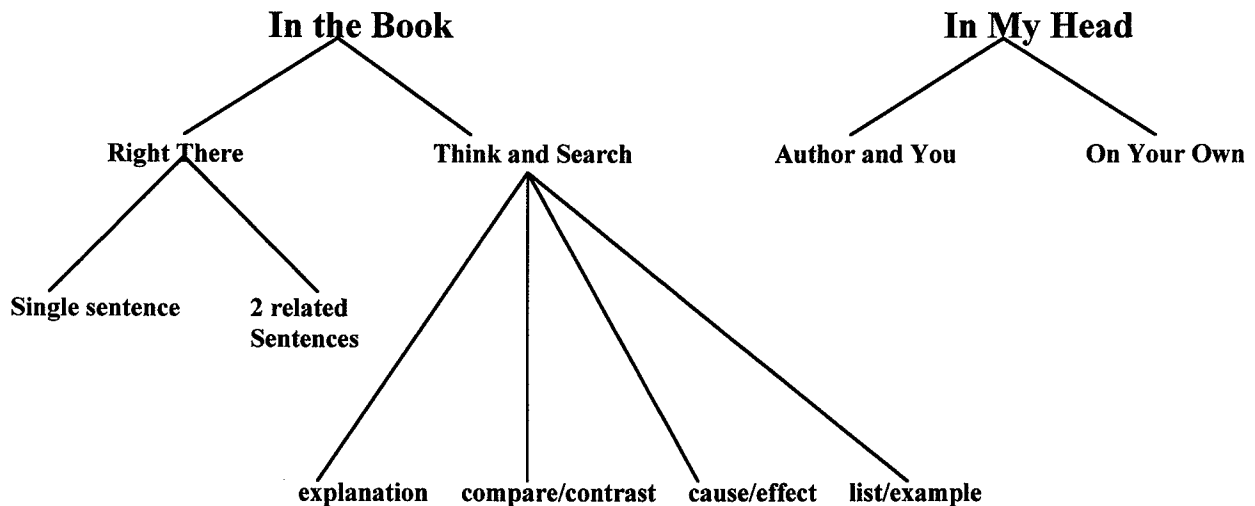 In the Book
In My Head
Right There
Think and Search
Author and You
On Your Own
Single sentence
2 related
Sentences
explanation
compare/contrast
cause/effect
list/example